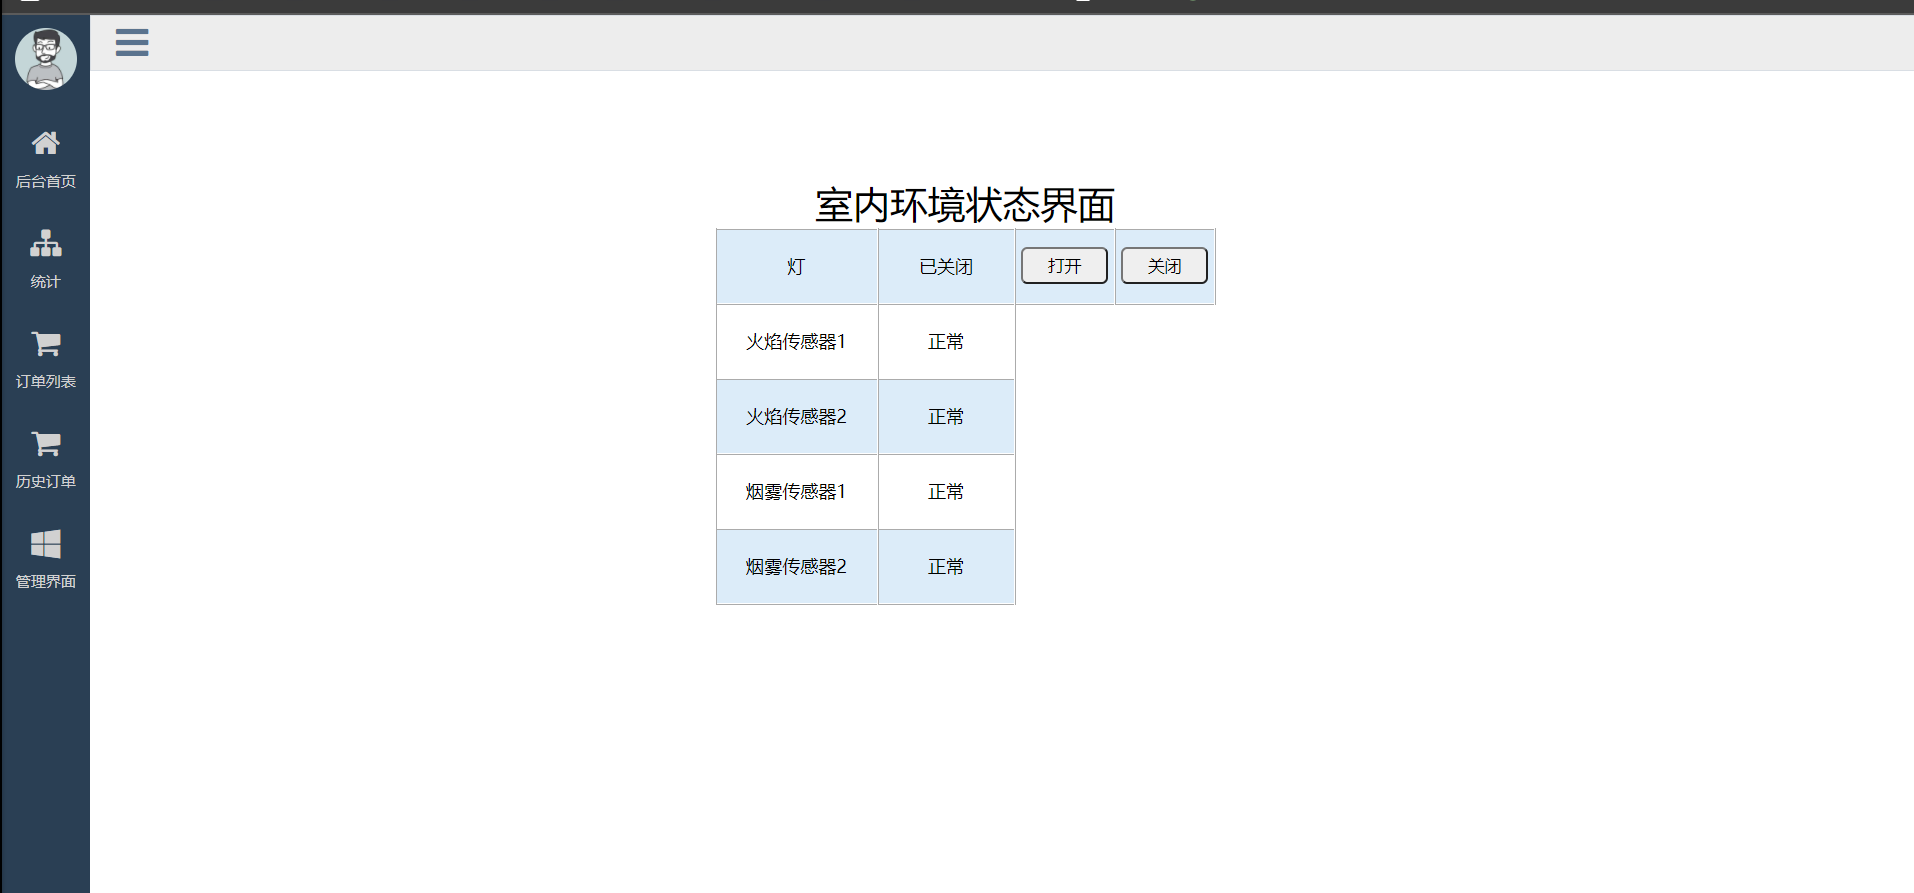 后台首页
统计
订单列表
历史订单
管理界面
室内环境状态界面
灯 已关闭 打开 关闭
火焰传感器1 正常
火焰传感器2 正常
烟雾传感器1 正常
烟雾传感器2 正常